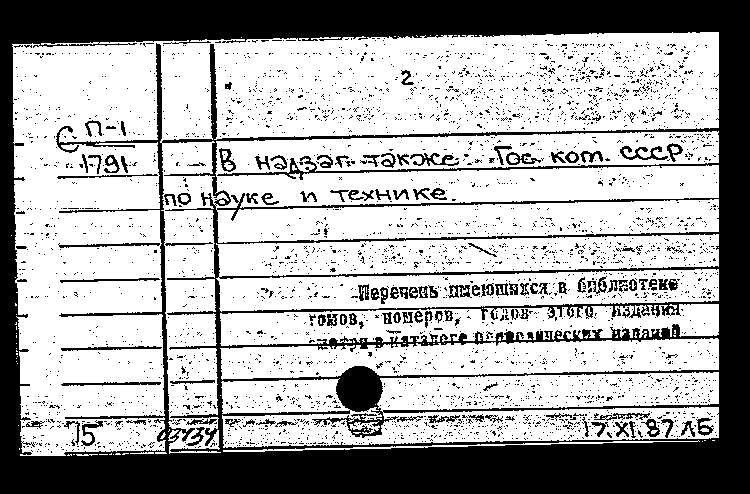 2
С П-1
1791
В надзаг. также: Гос. ком. СССР
по науке и технике.
Перечень имеющихся в библиотеке
томов, номеров, годов этого издания
смотри в каталоге периодических изданий
15
17.XI.87 ЛБ